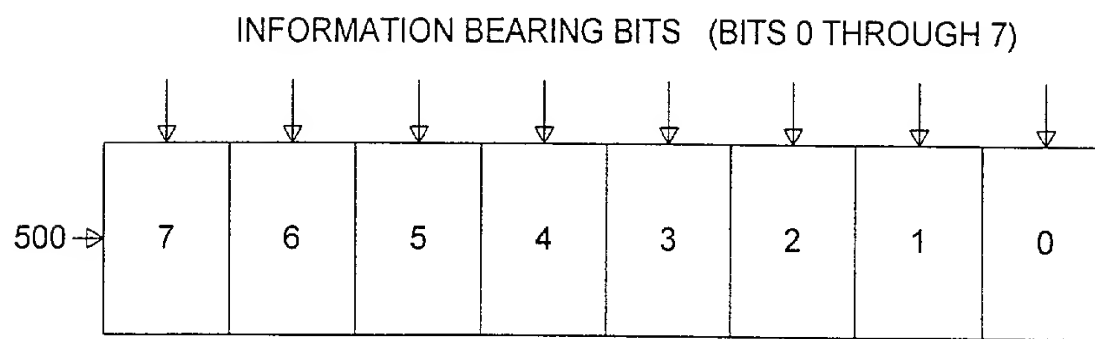 INFORMATION BEARING BITS (BITS 0 THROUGH 7)
500 7 6 5 4 3 2 1 0